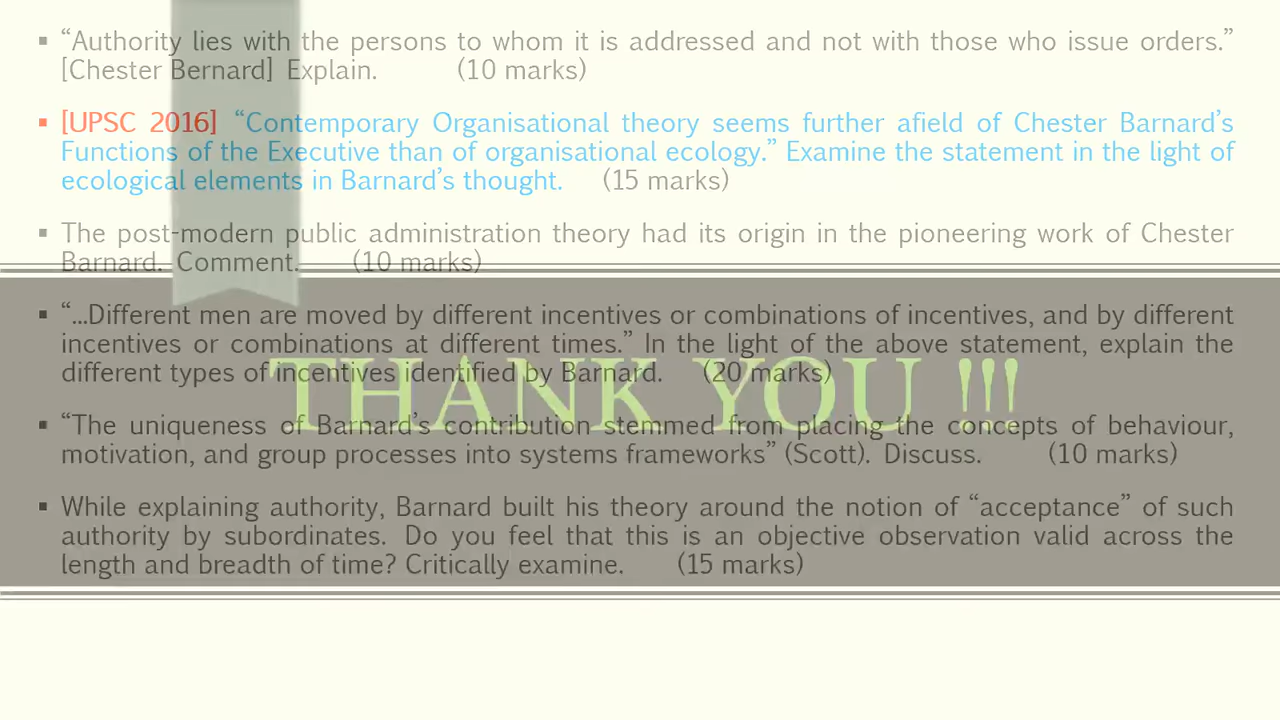 ▪ “Authority lies with the persons to whom it is addressed and not with those who issue orders.”
[Chester Bernard] Explain. (10 marks)
▪ [UPSC 2016] “Contemporary Organisational theory seems further afield of Chester Barnard’s
Functions of the Executive than of organisational ecology.” Examine the statement in the light of
ecological elements in Barnard’s thought. (15 marks)
▪ The post-modern public administration theory had its origin in the pioneering work of Chester
Barnard. Comment. (10 marks)
▪ “...Different men are moved by different incentives or combinations of incentives, and by different
incentives or combinations at different times.” In the light of the above statement, explain the
different types of incentives identified by Barnard. (20 marks)
THANK YOU !!!
▪ “The uniqueness of Barnard’s contribution stemmed from placing the concepts of behaviour,
motivation, and group processes into systems frameworks” (Scott). Discuss. (10 marks)
▪ While explaining authority, Barnard built his theory around the notion of “acceptance” of such
authority by subordinates. Do you feel that this is an objective observation valid across the
length and breadth of time? Critically examine. (15 marks)